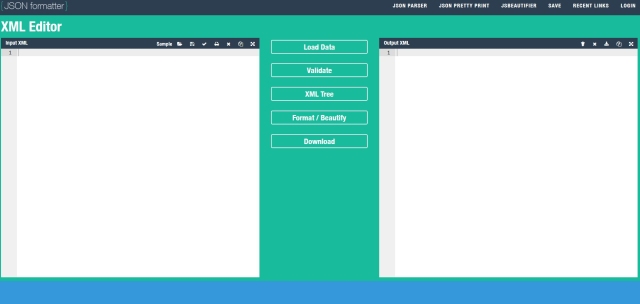 [JSON formatter]
JSON PARSER JSON PRETTY PRINT JSBEAUTIFIER SAVE RECENT LINKS LOGIN
XML Editor
Input XML Sample
1
Load Data
Validate
XML Tree
Format / Beautify
Download
Output XML
1